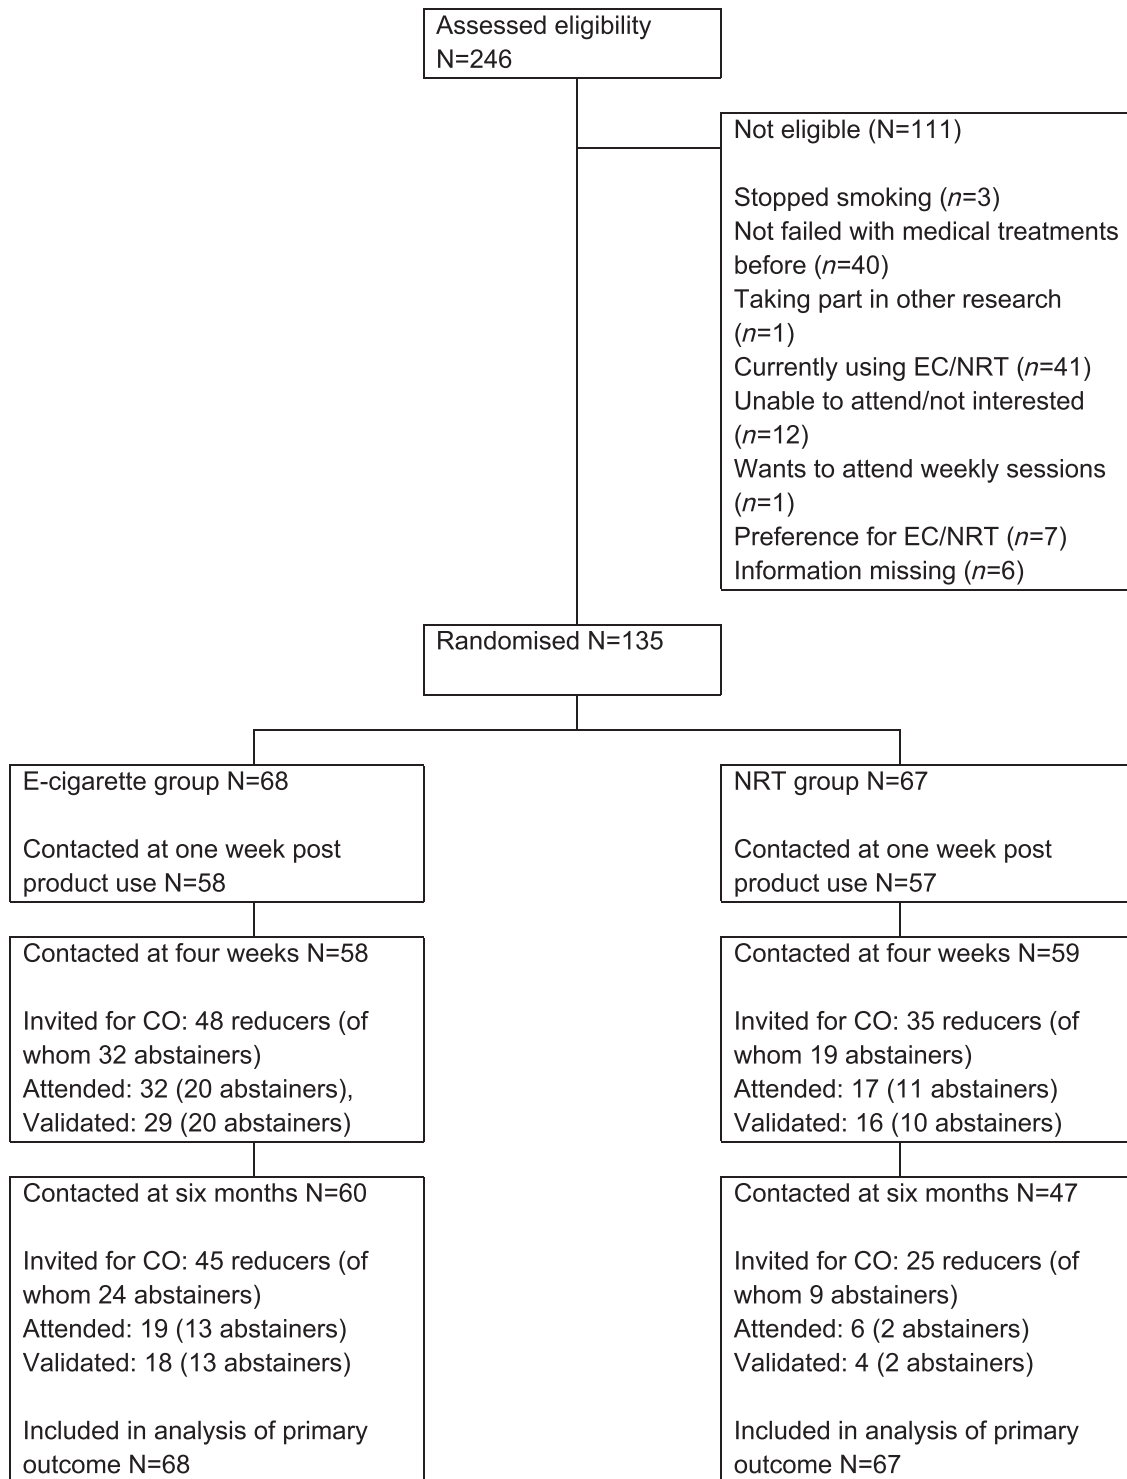 Assessed eligibility
N=246
Not eligible (N=111)
Stopped smoking (n=3)
Not failed with medical treatments
before (n=40)
Taking part in other research
(n=1)
Currently using EC/NRT (n=41)
Unable to attend/not interested
(n=12)
Wants to attend weekly sessions
(n=1)
Preference for EC/NRT (n=7)
Information missing (n=6)
Randomised N=135
E-cigarette group N=68
Contacted at one week post
product use N=58
NRT group N=67
Contacted at one week post
product use N=57
Contacted at four weeks N=58
Invited for CO: 48 reducers (of
whom 32 abstainers)
Attended: 32 (20 abstainers),
Validated: 29 (20 abstainers)
Contacted at four weeks N=59
Invited for CO: 35 reducers (of
whom 19 abstainers)
Attended: 17 (11 abstainers)
Validated: 16 (10 abstainers)
Contacted at six months N=60
Invited for CO: 45 reducers (of
whom 24 abstainers)
Attended: 19 (13 abstainers)
Validated: 18 (13 abstainers)
Included in analysis of primary
outcome N=68
Contacted at six months N=47
Invited for CO: 25 reducers (of
whom 9 abstainers)
Attended: 6 (2 abstainers)
Validated: 4 (2 abstainers)
Included in analysis of primary
outcome N=67